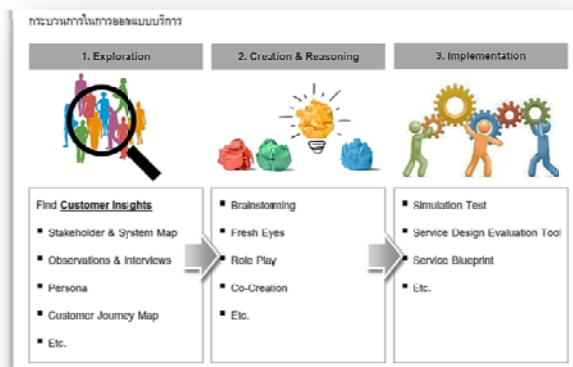 กระบวนการในการออกแบบบริการ
1. Exploration
2. Creation & Reasoning
3. Implementation
Find Customer Insights
▪ Stakeholder & System Map
▪ Observations & Interviews
▪ Persona
▪ Customer Journey Map
▪ Etc.
▪ Brainstorming
▪ Fresh Eyes
▪ Role Play
▪ Co-Creation
▪ Etc.
▪ Simulation Test
▪ Service Design Evaluation Tool
▪ Service Blueprint
▪ Etc.